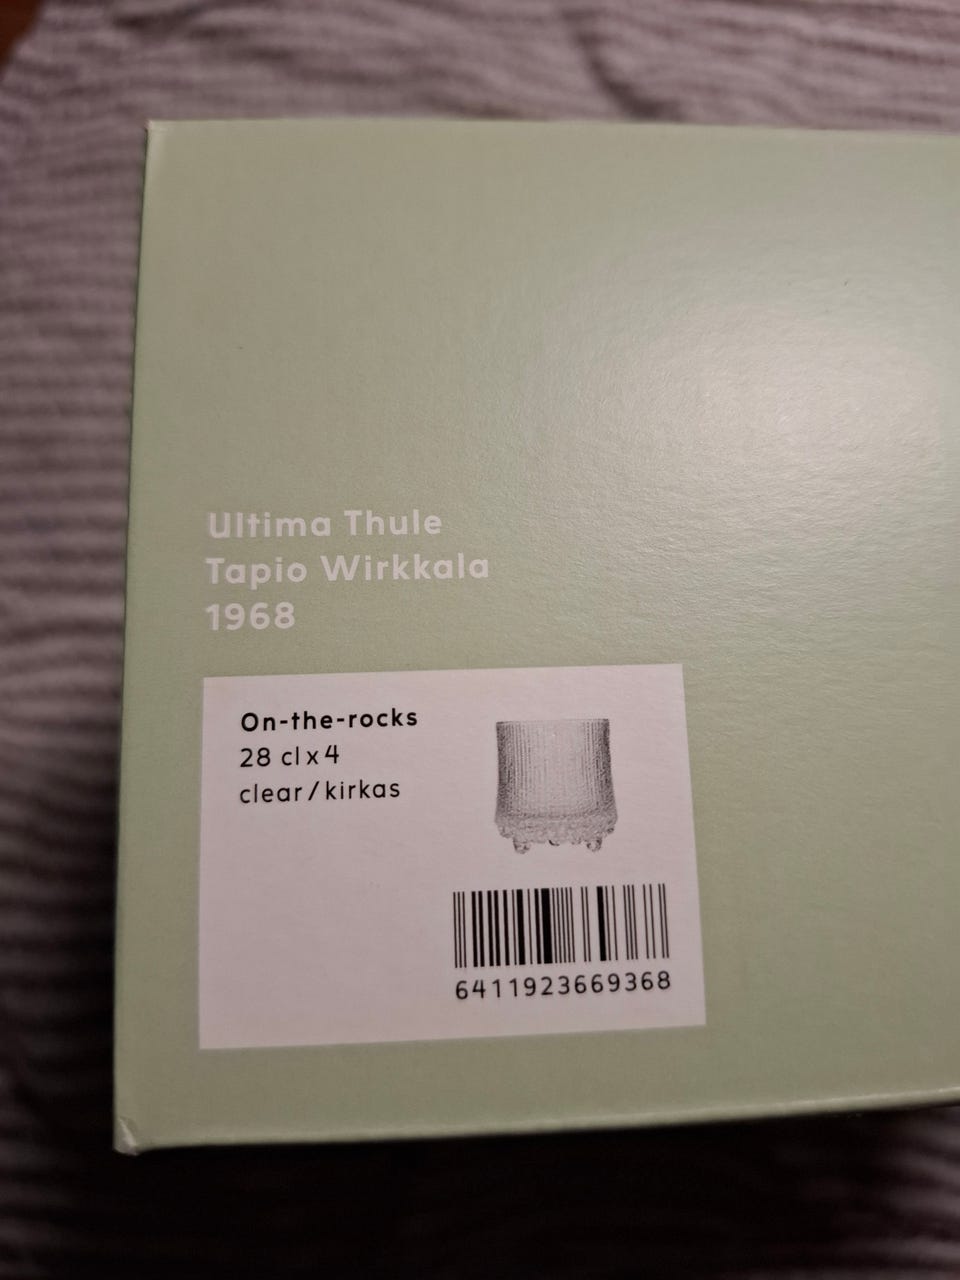 Ultima Thule
Tapio Wirkkala
1968
On-the-rocks
28 cl x 4
clear/kirkas
6411923669368